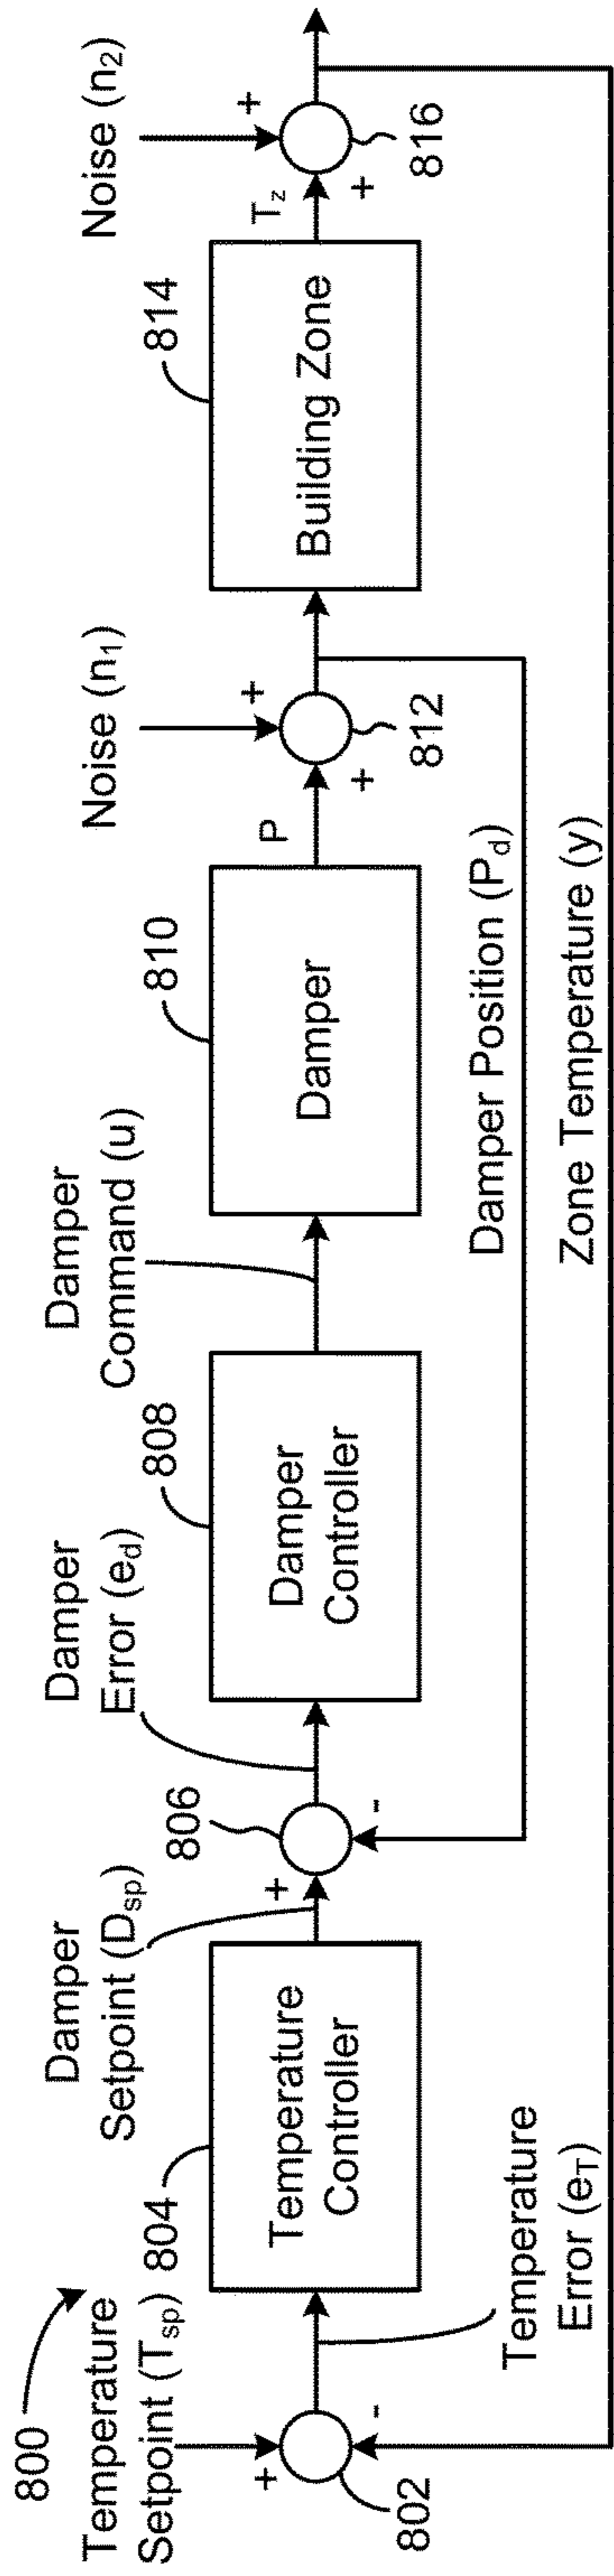 800
Temperature
Setpoint (Tsp)
+
-
802
Temperature
Error (eT)
804
Temperature
Controller
Damper
Setpoint (Dsp)
+
-
806
Damper
Error (ed)
808
Damper
Controller
Damper
Command (u)
810
Damper
P
Noise (n1)
+
+
812
Damper Position (Pd)
814
Building Zone
Tz
Noise (n2)
+
+
816
Zone Temperature (y)